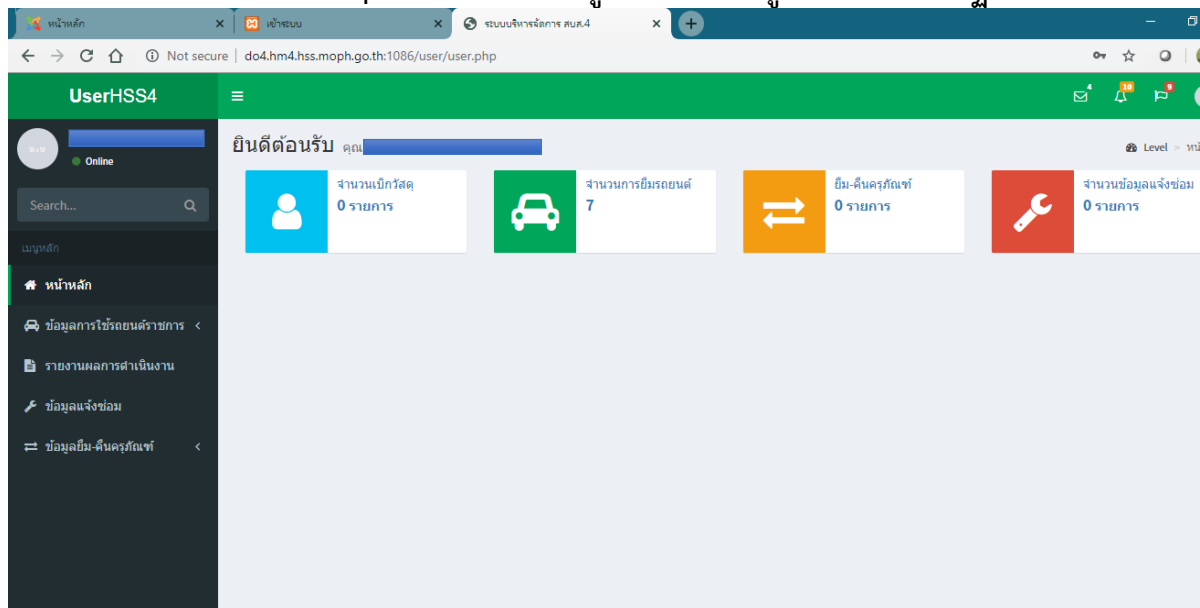 หน้าหลัก
เข้าระบบ
ระบบบริหารจัดการ สบส.4
Not secure
do4.hm4.hss.moph.go.th:1086/user/user.php
UserHSS4
4
10
9
Online
ยินดีต้อนรับ คุณ
Level > หน้
Search...
จำนวนเบิกวัสดุ
0 รายการ
จำนวนการยืมรถยนต์
7
ยืม-คืนครุภัณฑ์
0 รายการ
จำนวนข้อมูลแจ้งซ่อม
0 รายการ
เมนูหลัก
หน้าหลัก
ข้อมูลการใช้รถยนต์ราชการ
รายงานผลการดำเนินงาน
ข้อมูลแจ้งซ่อม
ข้อมูลยืม-คืนครุภัณฑ์